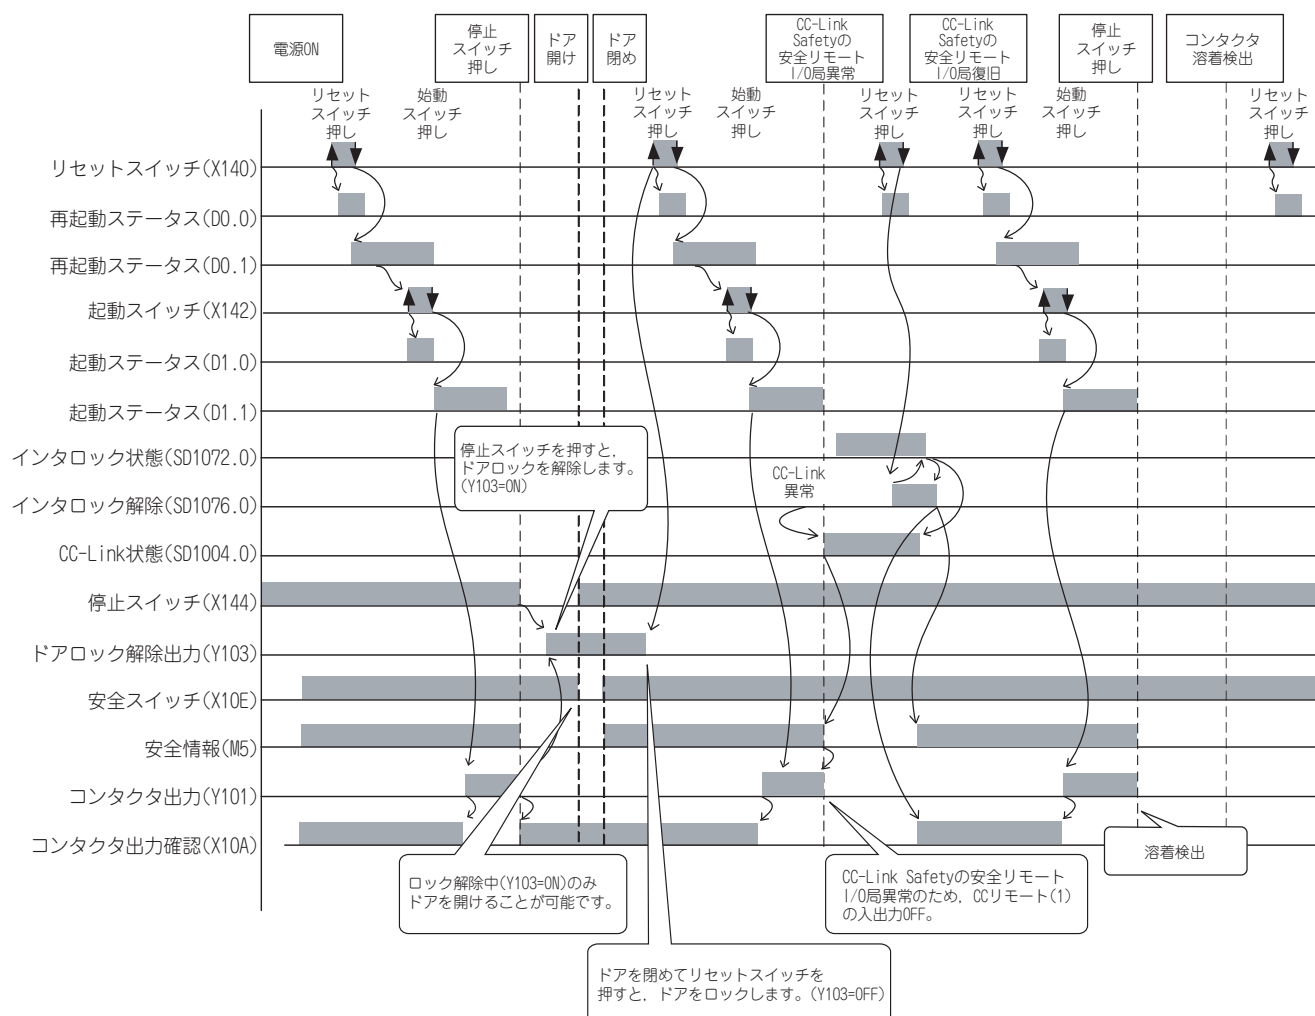 電源ON
停止
スイッチ
押し
ドア
開け
ドア
閉め
CC-Link
Safetyの
安全リモート
I/O局異常
CC-Link
Safetyの
安全リモート
I/O局復旧
停止
スイッチ
押し
コンタクタ
溶着検出
リセット
スイッチ
押し
始動
スイッチ
押し
リセット
スイッチ
押し
始動
スイッチ
押し
リセット
スイッチ
押し
リセット
スイッチ
押し
始動
スイッチ
押し
リセット
スイッチ
押し
リセットスイッチ(X140)
再起動ステータス(D0.0)
再起動ステータス(D0.1)
起動スイッチ(X142)
起動ステータス(D1.0)
起動ステータス(D1.1)
停止スイッチを押すと,
ドアロックを解除します。
(Y103=ON)
インタロック状態(SD1072.0)
CC-Link
異常
インタロック解除(SD1076.0)
CC-Link状態(SD1004.0)
停止スイッチ(X144)
ドアロック解除出力(Y103)
安全スイッチ(X10E)
安全情報(M5)
コンタクタ出力(Y101)
コンタクタ出力確認(X10A)
溶着検出
ロック解除中(Y103=ON)のみ
ドアを開けることが可能です。
CC-Link Safetyの安全リモート
I/O局異常のため, CCリモート(1)
の入出力OFF。
ドアを閉めてリセットスイッチを
押すと, ドアをロックします。(Y103=OFF)